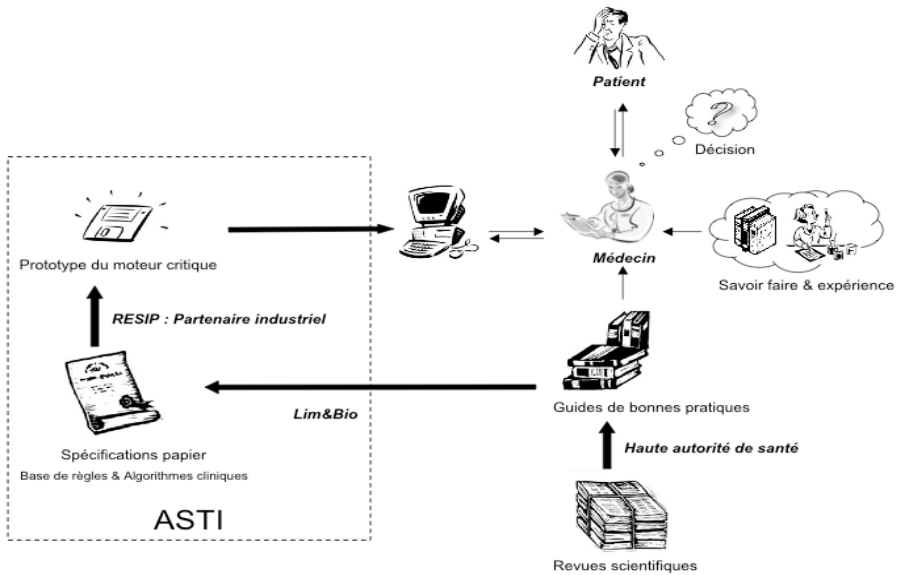 Patient
?
Décision
Prototype du moteur critique
Médecin
Savoir faire & expérience
RESIP : Partenaire industriel
Lim&Bio
Guides de bonnes pratiques
Spécifications papier
Base de règles & Algorithmes cliniques
Haute autorité de santé
ASTI
Revues scientifiques